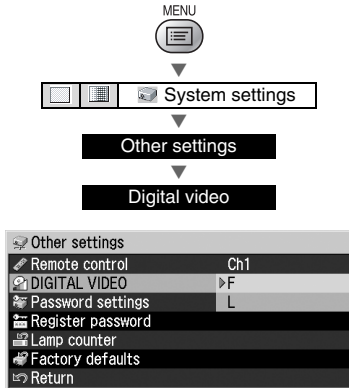 MENU
System settings
Other settings
Digital video
Other settings
Remote control Ch1
DIGITAL VIDEO F
Password settings L
Register password
Lamp counter
Factory defaults
Return